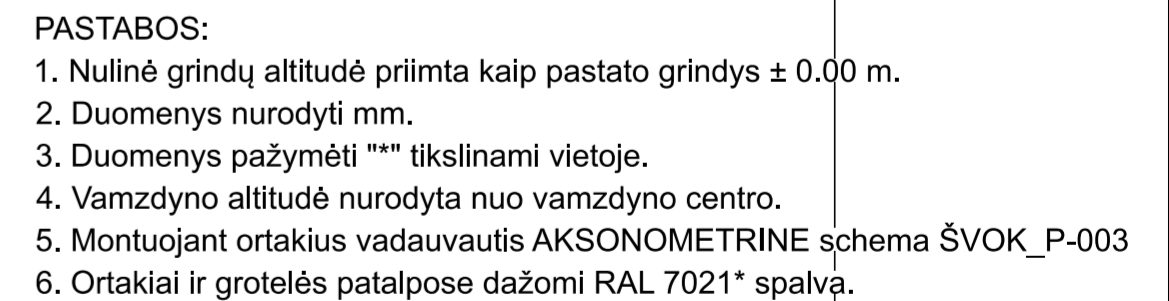 PASTABOS:
1. Nulinė grindų altitudė priimta kaip pastato grindys ± 0.00 m.
2. Duomenys nurodyti mm.
3. Duomenys pažymėti "*" tikslinami vietoje.
4. Vamzdyno altitudė nurodyta nuo vamzdyno centro.
5. Montuojant ortakius vadauvautis AKSONOMETRINE schema ŠVOK_P-003
6. Ortakiai ir grotelės patalpose dažomi RAL 7021* spalva.